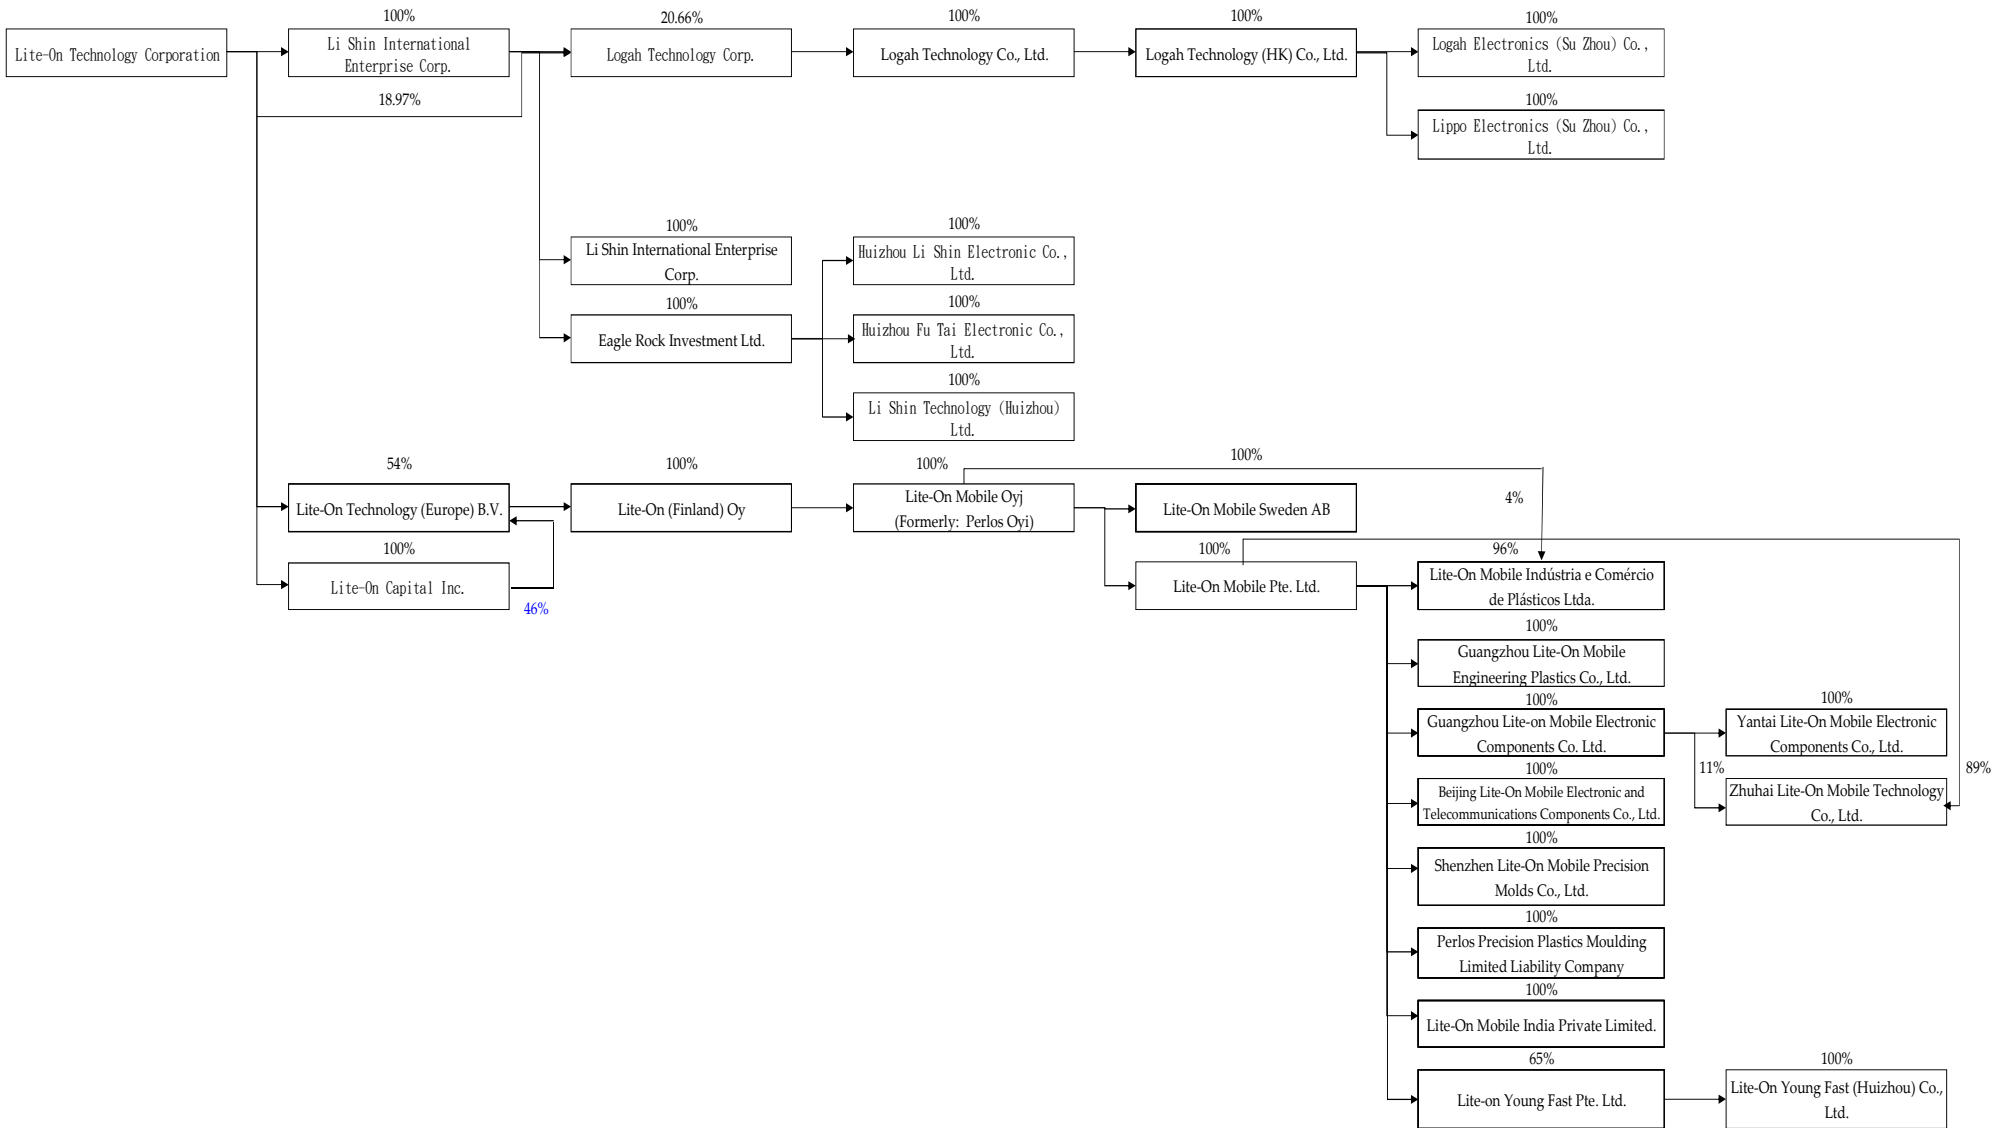 100%
20.66%
100%
100%
100%
Lite-On Technology Corporation
Li Shin International
Enterprise Corp.
Logah Technology Corp.
Logah Technology Co., Ltd.
Logah Technology (HK) Co., Ltd.
Logah Electronics (Su Zhou) Co.,
Ltd.
18.97%
100%
Lippo Electronics (Su Zhou) Co.,
Ltd.
100%
100%
Li Shin International Enterprise
Corp.
Huizhou Li Shin Electronic Co.,
Ltd.
100%
100%
Eagle Rock Investment Ltd.
Huizhou Fu Tai Electronic Co.,
Ltd.
100%
Li Shin Technology (Huizhou)
Ltd.
54%
100%
100%
100%
Lite-On Technology (Europe) B.V.
Lite-On (Finland) Oy
Lite-On Mobile Oyj
(Formerly: Perlos Oyi)
Lite-On Mobile Sweden AB
4%
100%
100%
96%
Lite-On Capital Inc.
46%
Lite-On Mobile Pte. Ltd.
Lite-On Mobile Indústria e Comércio
de Plásticos Ltda.
100%
Guangzhou Lite-On Mobile
Engineering Plastics Co., Ltd.
100%
100%
Guangzhou Lite-on Mobile Electronic
Components Co. Ltd.
Yantai Lite-On Mobile Electronic
Components Co., Ltd.
100%
11%
89%
Beijing Lite-On Mobile Electronic and
Telecommunications Components Co., Ltd.
Zhuhai Lite-On Mobile Technology
Co., Ltd.
100%
Shenzhen Lite-On Mobile Precision
Molds Co., Ltd.
100%
Perlos Precision Plastics Moulding
Limited Liability Company
100%
Lite-On Mobile India Private Limited.
65%
100%
Lite-on Young Fast Pte. Ltd.
Lite-On Young Fast (Huizhou) Co.,
Ltd.